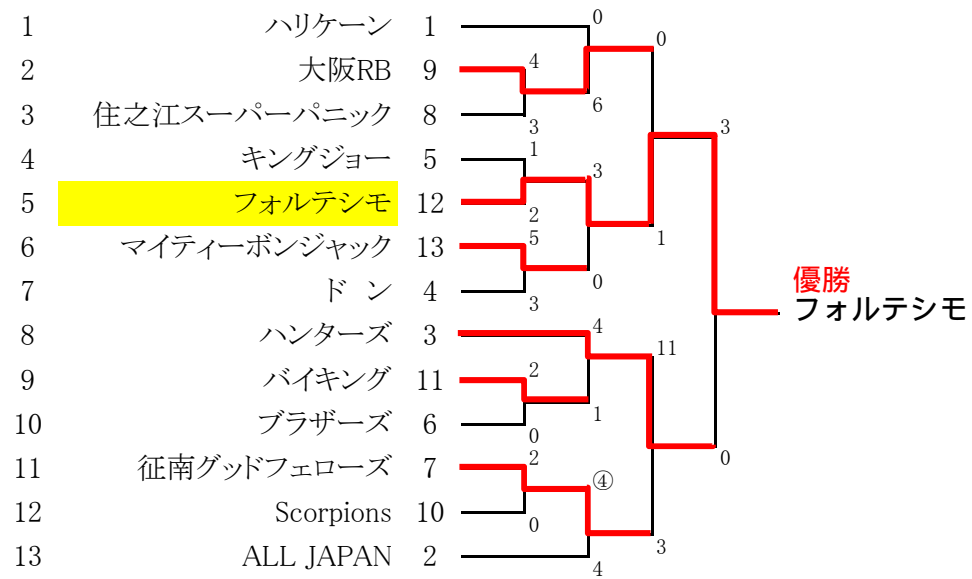 1 ハリケーン 1 0
0
2 大阪RB 9 4
6
3 住之江スーパーパニック 8 3
3
4 キングジョー 5 1
3
5 フォルテシモ 12 2
1
6 マイティーボンジャック 13 5
0
7 ド ン 4 3
優勝
フォルテシモ
8 ハンターズ 3 4
11
9 バイキング 11 2
1
10 ブラザーズ 6 0
0
11 征南グッドフェローズ 7 2
④
12 Scorpions 10 0
3
13 ALL JAPAN 2 4